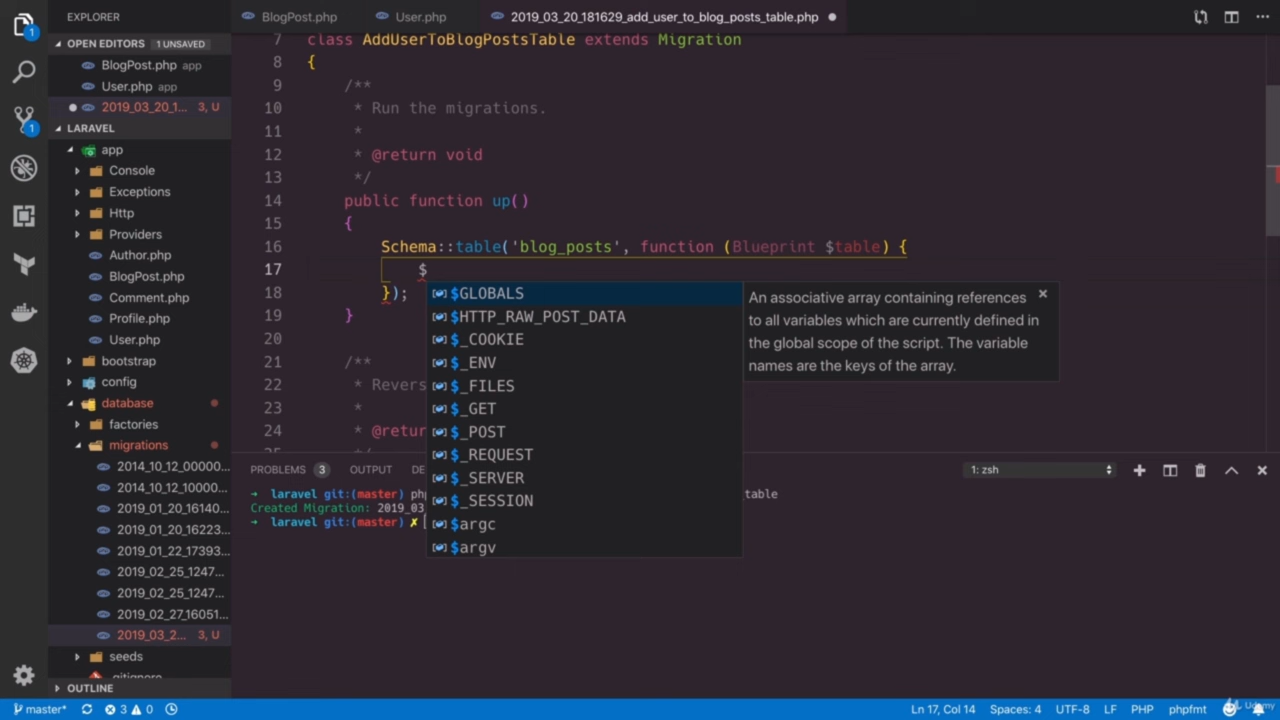 EXPLORER
BlogPost.php
User.php
2019_03_20_181629_add_user_to_blog_posts_table.php
OPEN EDITORS 1 UNSAVED
BlogPost.php app
User.php app
2019_03_20_1... 3, U
LARAVEL
app
Console
Exceptions
Http
Providers
Author.php
BlogPost.php
Comment.php
Profile.php
User.php
bootstrap
config
database
factories
migrations
2014_10_12_00000...
2014_10_12_10000...
2019_01_20_16140...
2019_01_20_16223...
2019_01_22_17393...
2019_02_25_1247...
2019_02_25_1247...
2019_02_27_16051...
2019_03_2... 3, U
seeds
.gitignore
OUTLINE
1
1
7 class AddUserToBlogPostsTable extends Migration
8 {
9 /**
10 * Run the migrations.
11 *
12 * @return void
13 */
14 public function up()
15 {
16 Schema::table('blog_posts', function (Blueprint $table) {
17 $
18 });
19 }
20
21 /**
22 * Revers
23 *
24 * @retur
25
$GLOBALS
$HTTP_RAW_POST_DATA
$_COOKIE
$_ENV
$_FILES
$_GET
$_POST
$_REQUEST
$_SERVER
$_SESSION
$argc
$argv
An associative array containing references
to all variables which are currently defined in
the global scope of the script. The variable
names are the keys of the array.
PROBLEMS 3 OUTPUT DE
1: zsh
➜ laravel git:(master) ph
table
Created Migration: 2019_03
➜ laravel git:(master) ✗
master* 3 0
Ln 17, Col 14 Spaces: 4 UTF-8 LF PHP phpfmt
Udemy